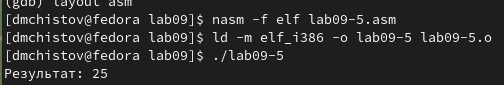 (gdb) layout asm
[dmchistov@fedora lab09]$ nasm -f elf lab09-5.asm
[dmchistov@fedora lab09]$ ld -m elf_i386 -o lab09-5 lab09-5.o
[dmchistov@fedora lab09]$ ./lab09-5
Результат: 25